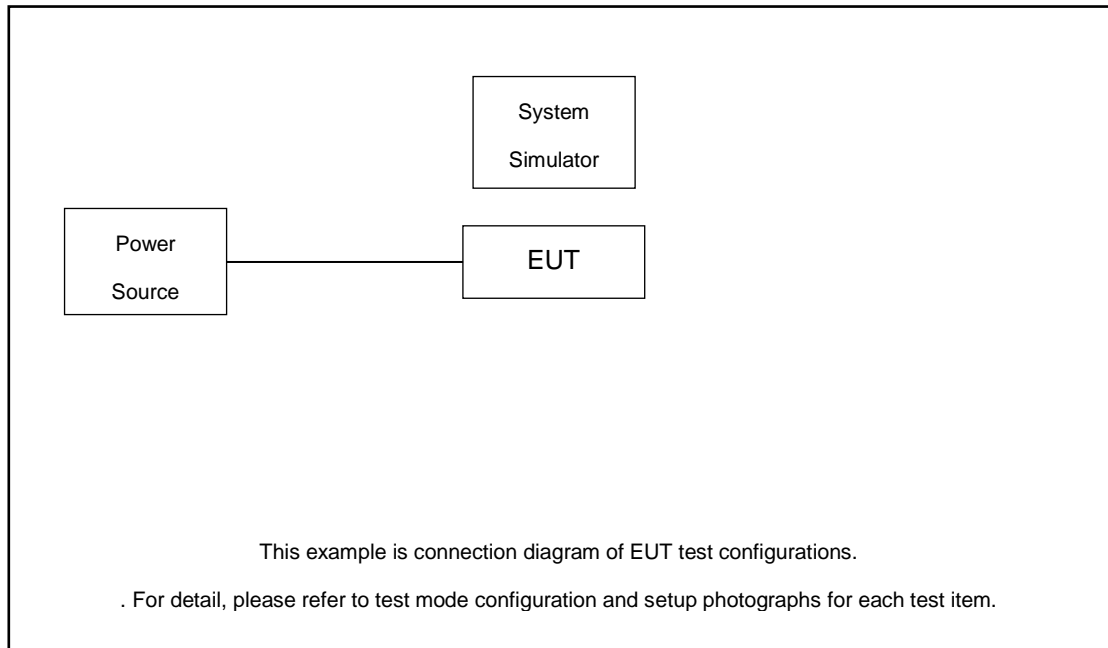 System
Simulator
Power
Source
EUT
This example is connection diagram of EUT test configurations.
. For detail, please refer to test mode configuration and setup photographs for each test item.